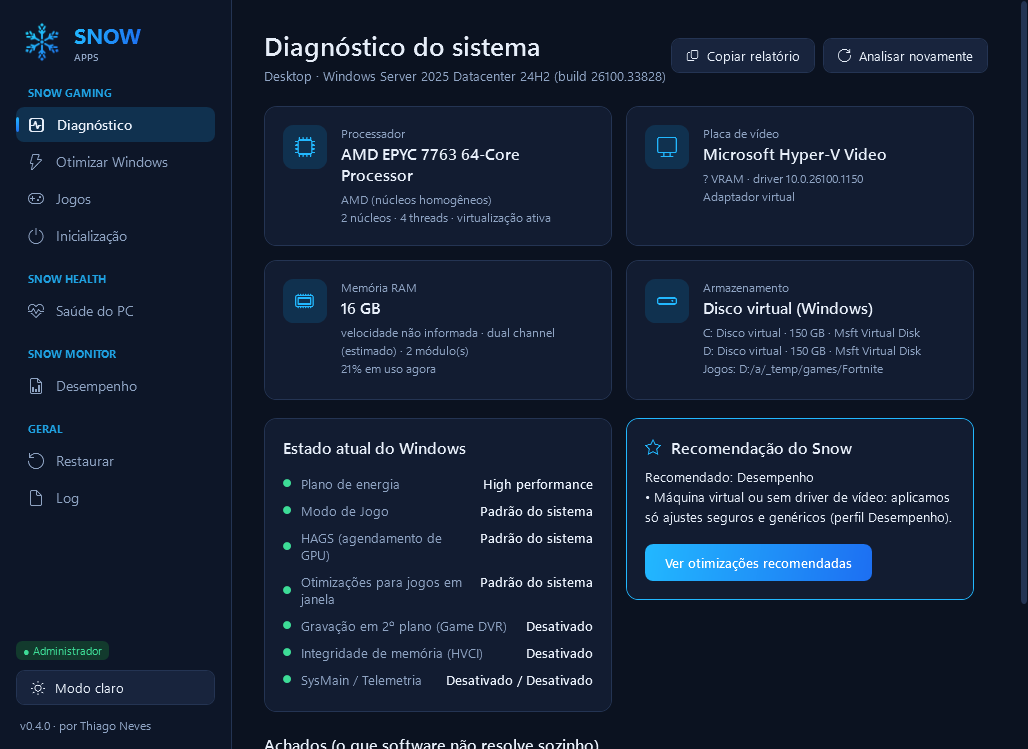 SNOW
APPS
SNOW GAMING
Diagnóstico
Otimizar Windows
Jogos
Inicialização
SNOW HEALTH
Saúde do PC
SNOW MONITOR
Desempenho
GERAL
Restaurar
Log
● Administrador
Modo claro
v0.4.0 · por Thiago Neves
Diagnóstico do sistema
Desktop · Windows Server 2025 Datacenter 24H2 (build 26100.33828)
Copiar relatório
Analisar novamente
Processador
AMD EPYC 7763 64-Core
Processor
AMD (núcleos homogêneos)
2 núcleos · 4 threads · virtualização ativa
Placa de vídeo
Microsoft Hyper-V Video
? VRAM · driver 10.0.26100.1150
Adaptador virtual
Memória RAM
16 GB
velocidade não informada · dual channel
(estimado) · 2 módulo(s)
21% em uso agora
Armazenamento
Disco virtual (Windows)
C: Disco virtual · 150 GB · Msft Virtual Disk
D: Disco virtual · 150 GB · Msft Virtual Disk
Jogos: D:/a/_temp/games/Fortnite
Estado atual do Windows
Plano de energia High performance
Modo de Jogo Padrão do sistema
HAGS (agendamento de Padrão do sistema
GPU)
Otimizações para jogos em Padrão do sistema
janela
Gravação em 2º plano (Game DVR) Desativado
Integridade de memória (HVCI) Desativado
SysMain / Telemetria Desativado / Desativado
Recomendação do Snow
Recomendado: Desempenho
• Máquina virtual ou sem driver de vídeo: aplicamos
só ajustes seguros e genéricos (perfil Desempenho).
Ver otimizações recomendadas
Achados (o que software não resolve sozinho)